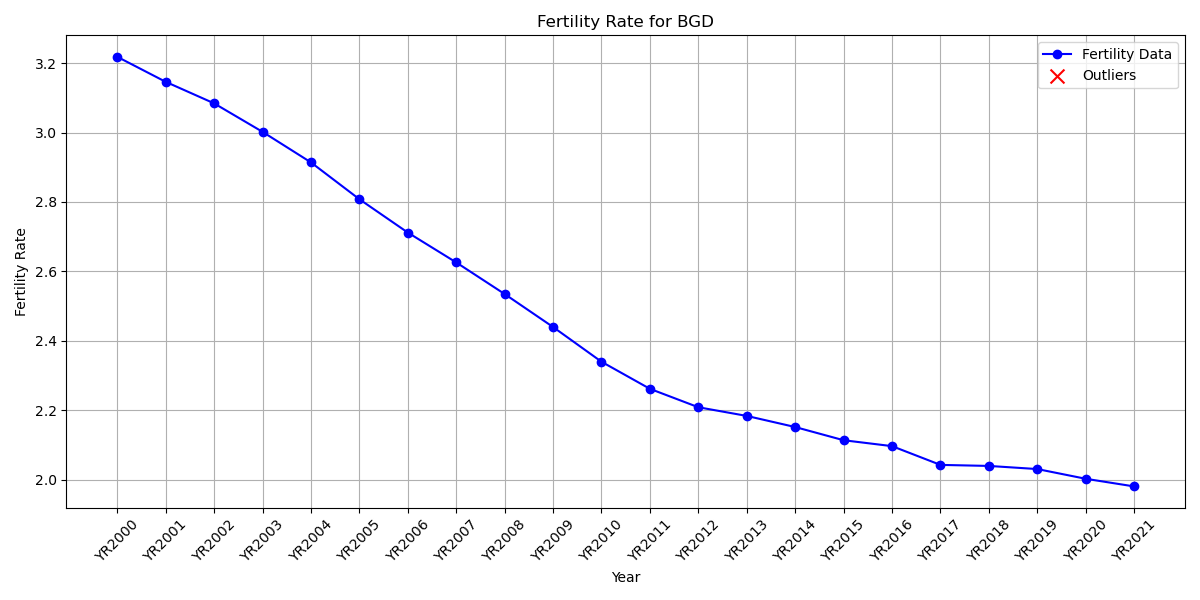 Fertility Rate for BGD
Fertility Data
Outliers
Fertility Rate
3.2
3.0
2.8
2.6
2.4
2.2
2.0
YR2000
YR2001
YR2002
YR2003
YR2004
YR2005
YR2006
YR2007
YR2008
YR2009
YR2010
YR2011
YR2012
YR2013
YR2014
YR2015
YR2016
YR2017
YR2018
YR2019
YR2020
YR2021
Year